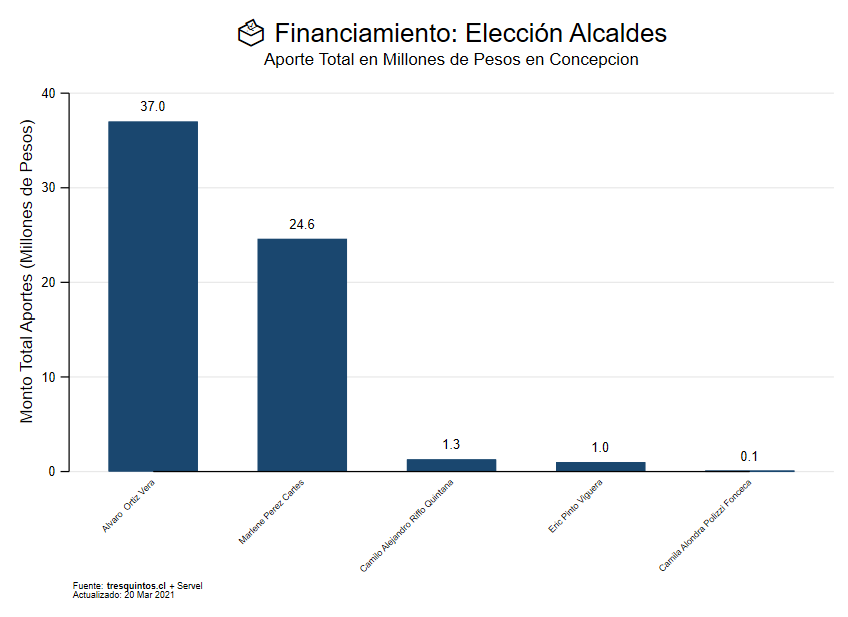 Financiamiento: Elección Alcaldes
Aporte Total en Millones de Pesos en Concepcion
Monto Total Aportes (Millones de Pesos)
40
30
20
10
0
37.0
24.6
1.3
1.0
0.1
Alvaro Ortiz Vera
Marlene Perez Cartes
Camilo Alejandro Riffo Quintana
Eric Pinto Viguera
Camila Alondra Polizzi Fonceca
Fuente: tresquintos.cl + Servel
Actualizado: 20 Mar 2021